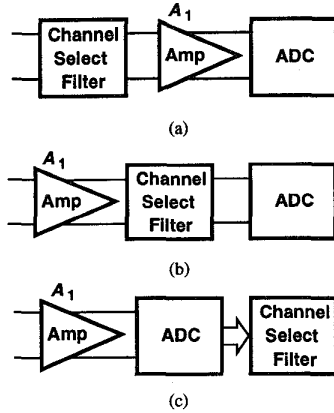 A1
Channel
Select
Filter
Amp
ADC
(a)
A1
Amp
Channel
Select
Filter
ADC
(b)
A1
Amp
ADC
Channel
Select
Filter
(c)